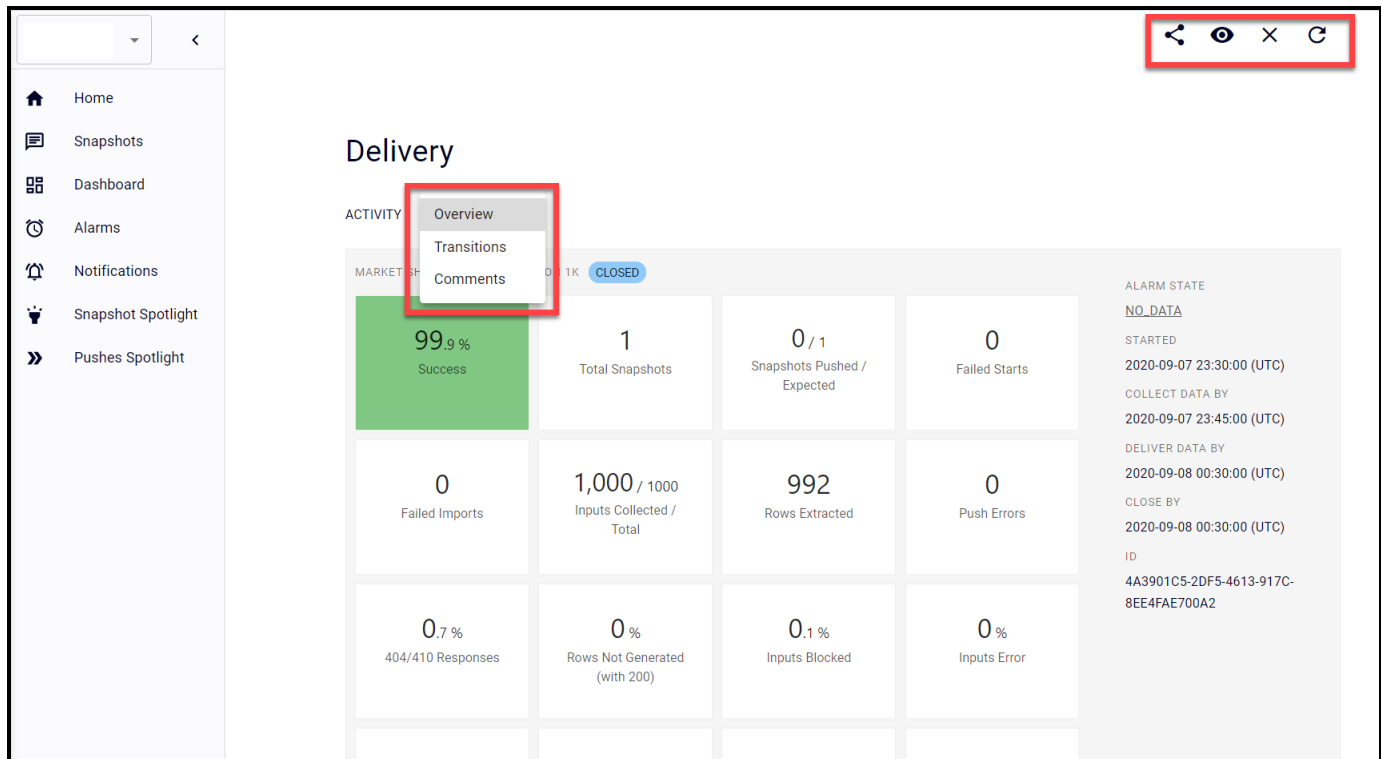 Home
Snapshots
Dashboard
Alarms
Notifications
Snapshot Spotlight
Pushes Spotlight
Delivery
ACTIVITY
Overview
Transitions
Comments
MARKET 1K CLOSED
99.9 %
Success
1
Total Snapshots
0 / 1
Snapshots Pushed /
Expected
0
Failed Starts
0
Failed Imports
1,000 / 1000
Inputs Collected /
Total
992
Rows Extracted
0
Push Errors
0.7 %
404/410 Responses
0 %
Rows Not Generated
(with 200)
0.1 %
Inputs Blocked
0 %
Inputs Error
ALARM STATE
NO_DATA
STARTED
2020-09-07 23:30:00 (UTC)
COLLECT DATA BY
2020-09-07 23:45:00 (UTC)
DELIVER DATA BY
2020-09-08 00:30:00 (UTC)
CLOSE BY
2020-09-08 00:30:00 (UTC)
ID
4A3901C5-2DF5-4613-917C-
8EE4FAE700A2